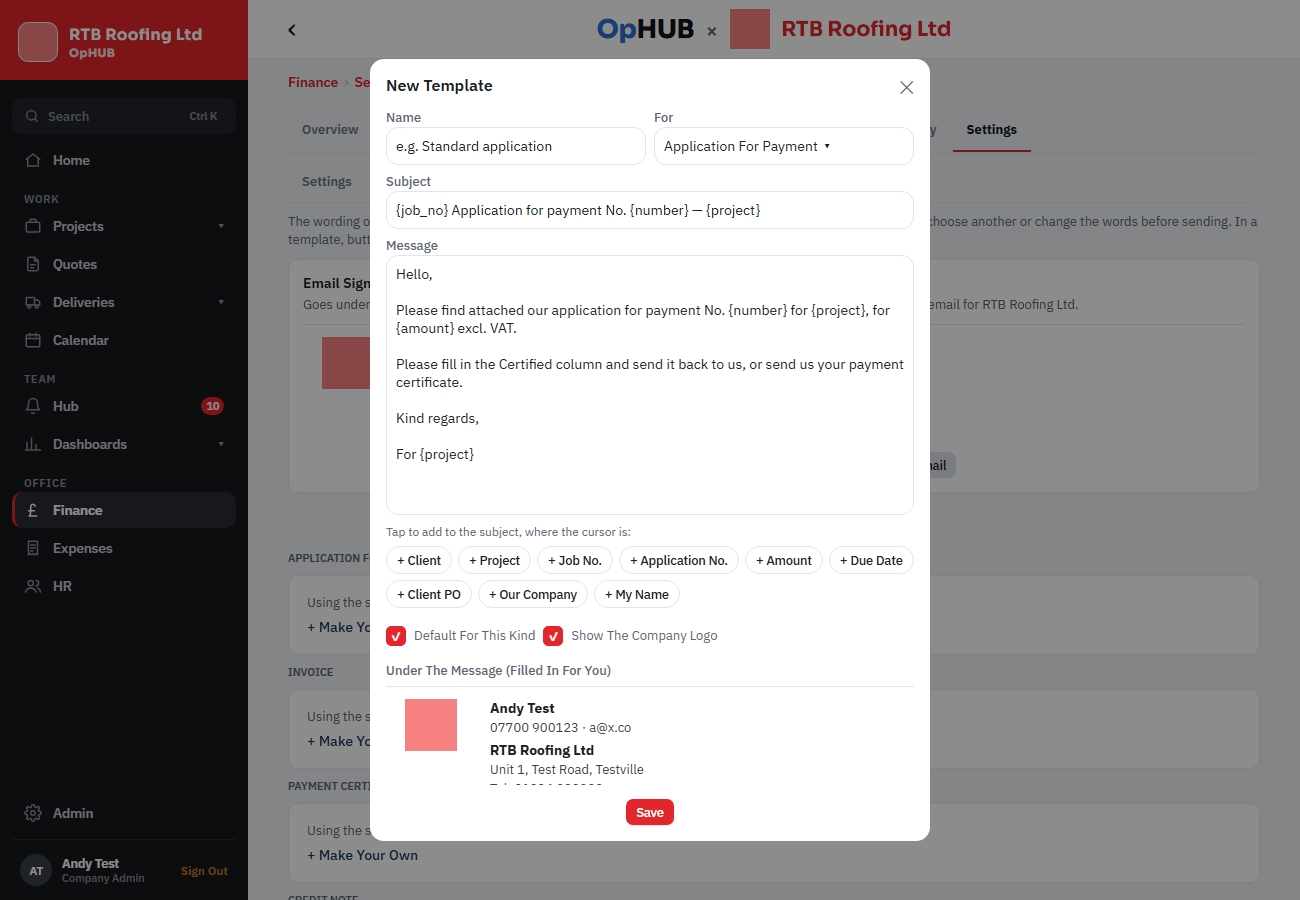 RTB Roofing Ltd
OpHUB
Search
Ctrl K
Home
WORK
Projects
Quotes
Deliveries
Calendar
TEAM
Hub
10
Dashboards
OFFICE
£ Finance
Expenses
HR
Admin
AT
Andy Test
Company Admin
Sign Out
OpHUB × RTB Roofing Ltd
Finance ›
Overview
Settings
Settings
The wording
choose another or change the words before sending. In a
template,
Email
Goes under
email for RTB Roofing Ltd.
APPLICATION
Using the
+ Make
INVOICE
Using the
+ Make
PAYMENT
Using the
+ Make Your Own
CREDIT NOTE
New Template
Name
For
e.g. Standard application
Application For Payment
Subject
{job_no} Application for payment No. {number} — {project}
Message
Hello,
Please find attached our application for payment No. {number} for {project}, for
{amount} excl. VAT.
Please fill in the Certified column and send it back to us, or send us your payment
certificate.
Kind regards,
For {project}
Tap to add to the subject, where the cursor is:
+ Client
+ Project
+ Job No.
+ Application No.
+ Amount
+ Due Date
+ Client PO
+ Our Company
+ My Name
Default For This Kind
Show The Company Logo
Under The Message (Filled In For You)
Andy Test
07700 900123 · a@x.co
RTB Roofing Ltd
Unit 1, Test Road, Testville
Save